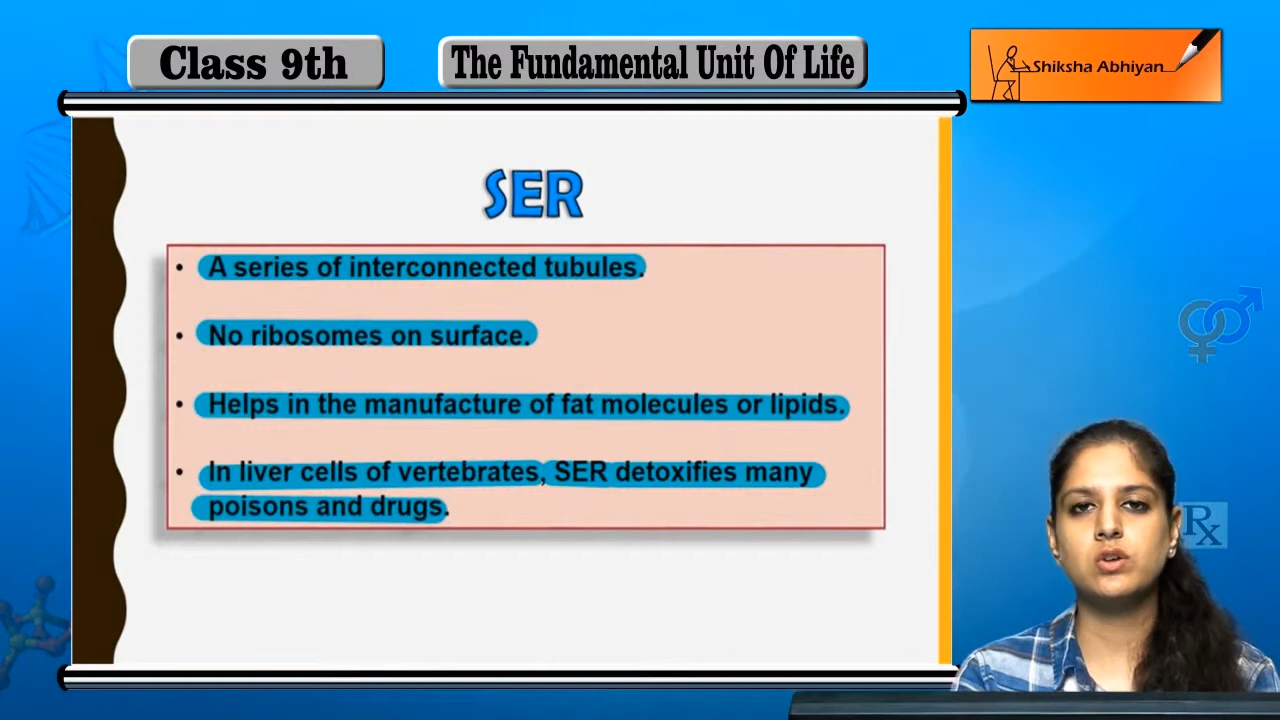 Class 9th
The Fundamental Unit Of Life
Shiksha Abhiyan
SER
• A series of interconnected tubules.
• No ribosomes on surface.
• Helps in the manufacture of fat molecules or lipids.
• In liver cells of vertebrates, SER detoxifies many
poisons and drugs.
Rx